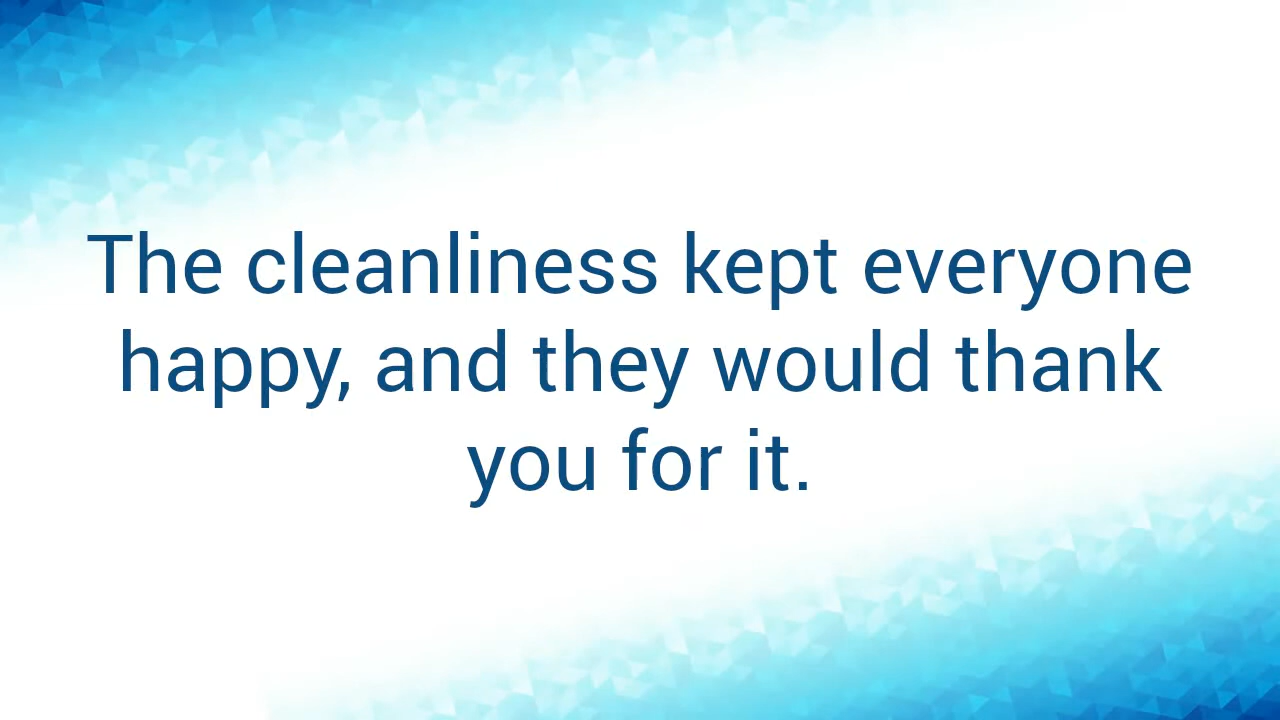 The cleanliness kept everyone
happy, and they would thank
you for it.